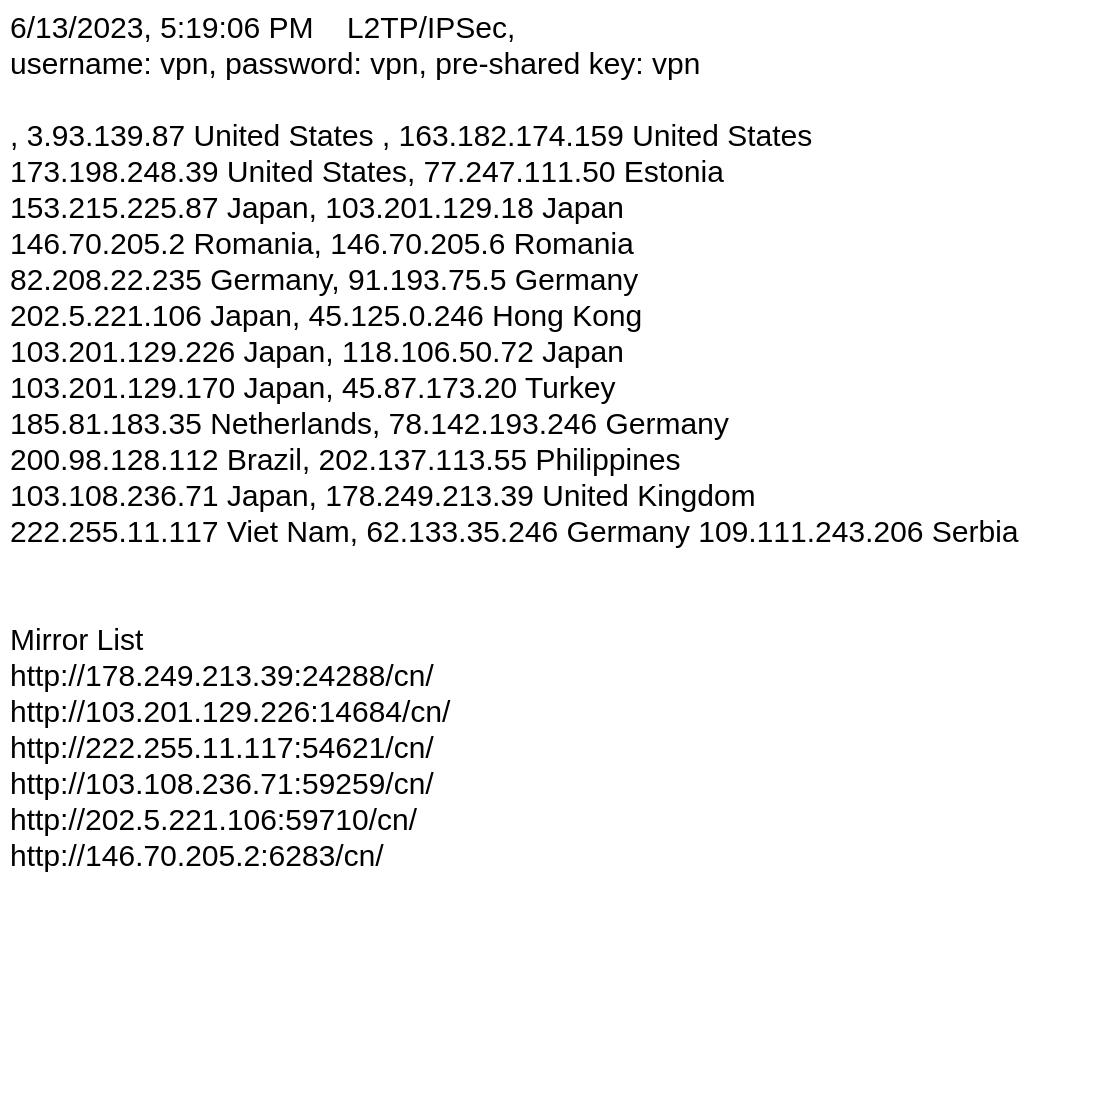 6/13/2023, 5:19:06 PM    L2TP/IPSec,
username: vpn, password: vpn, pre-shared key: vpn
, 3.93.139.87 United States , 163.182.174.159 United States
173.198.248.39 United States, 77.247.111.50 Estonia
153.215.225.87 Japan, 103.201.129.18 Japan
146.70.205.2 Romania, 146.70.205.6 Romania
82.208.22.235 Germany, 91.193.75.5 Germany
202.5.221.106 Japan, 45.125.0.246 Hong Kong
103.201.129.226 Japan, 118.106.50.72 Japan
103.201.129.170 Japan, 45.87.173.20 Turkey
185.81.183.35 Netherlands, 78.142.193.246 Germany
200.98.128.112 Brazil, 202.137.113.55 Philippines
103.108.236.71 Japan, 178.249.213.39 United Kingdom
222.255.11.117 Viet Nam, 62.133.35.246 Germany 109.111.243.206 Serbia
Mirror List
http://178.249.213.39:24288/cn/
http://103.201.129.226:14684/cn/
http://222.255.11.117:54621/cn/
http://103.108.236.71:59259/cn/
http://202.5.221.106:59710/cn/
http://146.70.205.2:6283/cn/